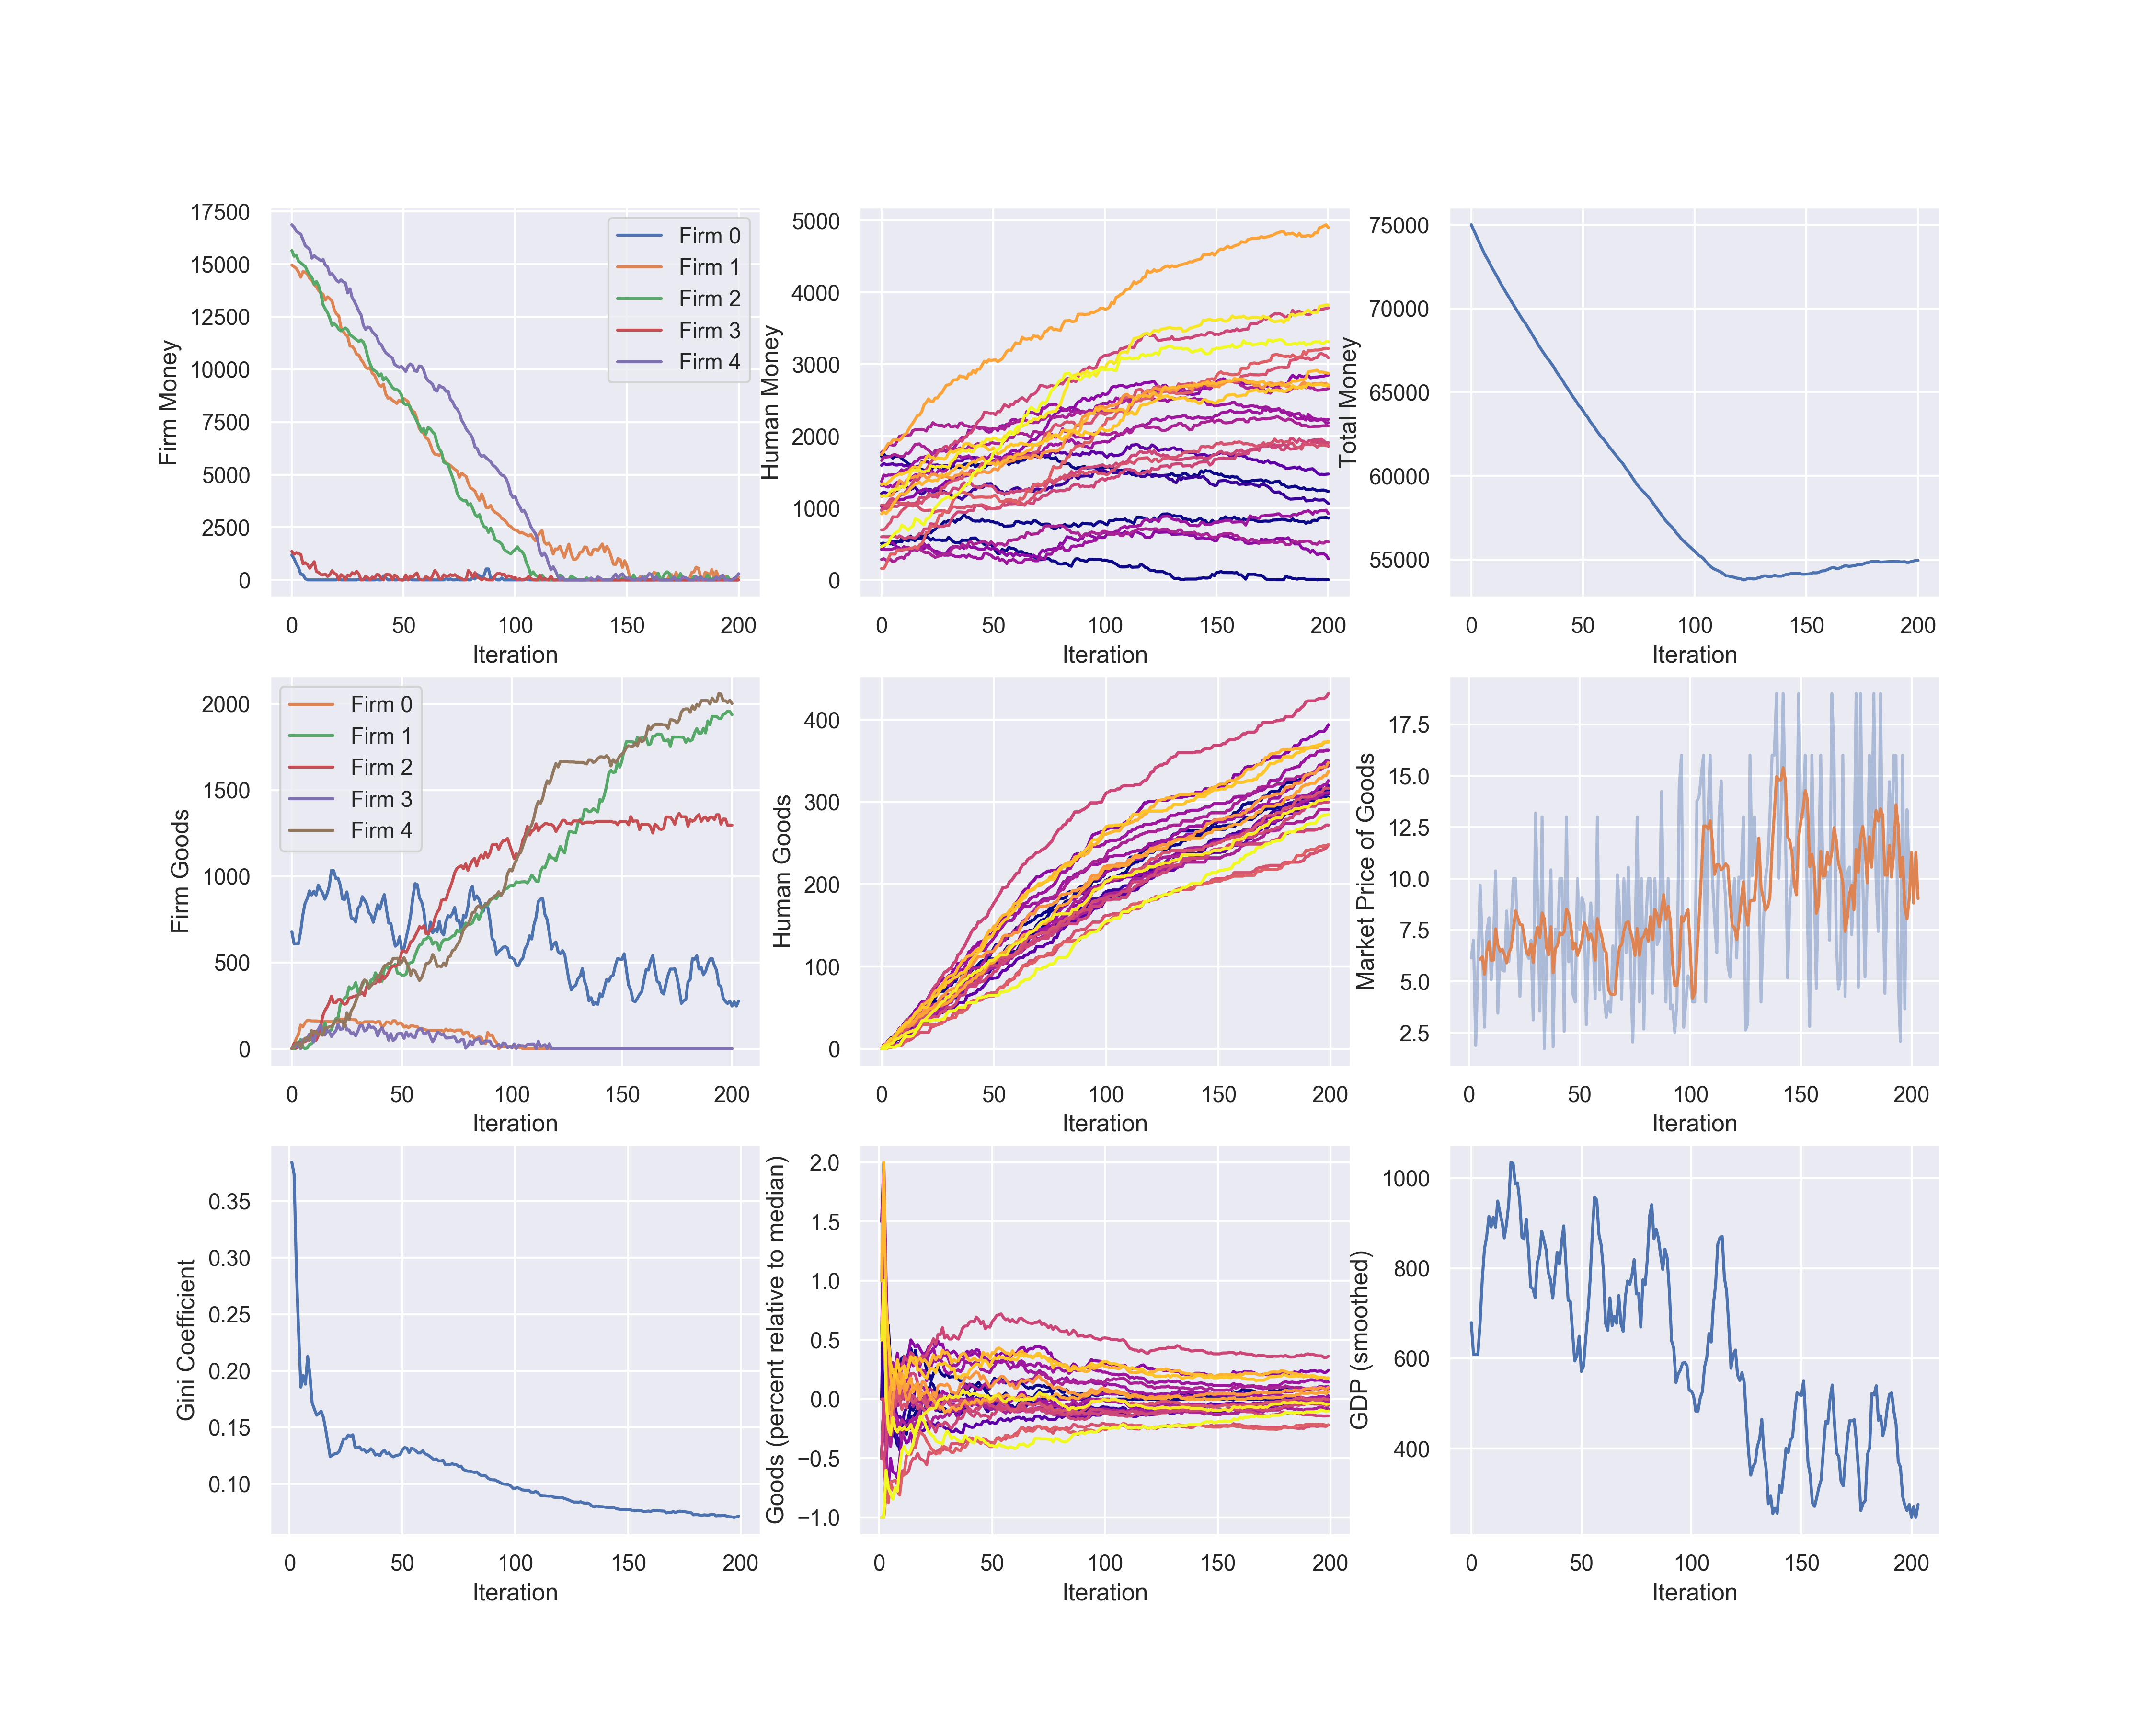 Firm Money
17500
15000
12500
10000
7500
5000
2500
0
Firm 0
Firm 1
Firm 2
Firm 3
Firm 4
0 50 100 150 200
Iteration
Human Money
5000
4000
3000
2000
1000
0
0 50 100 150 200
Iteration
Total Money
75000
70000
65000
60000
55000
0 50 100 150 200
Iteration
Firm Goods
2000
1500
1000
500
0
Firm 0
Firm 1
Firm 2
Firm 3
Firm 4
0 50 100 150 200
Iteration
Human Goods
400
300
200
100
0
0 50 100 150 200
Iteration
Market Price of Goods
17.5
15.0
12.5
10.0
7.5
5.0
2.5
0 50 100 150 200
Iteration
Gini Coefficient
0.35
0.30
0.25
0.20
0.15
0.10
0 50 100 150 200
Iteration
Goods (percent relative to median)
2.0
1.5
1.0
0.5
0.0
−0.5
−1.0
0 50 100 150 200
Iteration
GDP (smoothed)
1000
800
600
400
0 50 100 150 200
Iteration